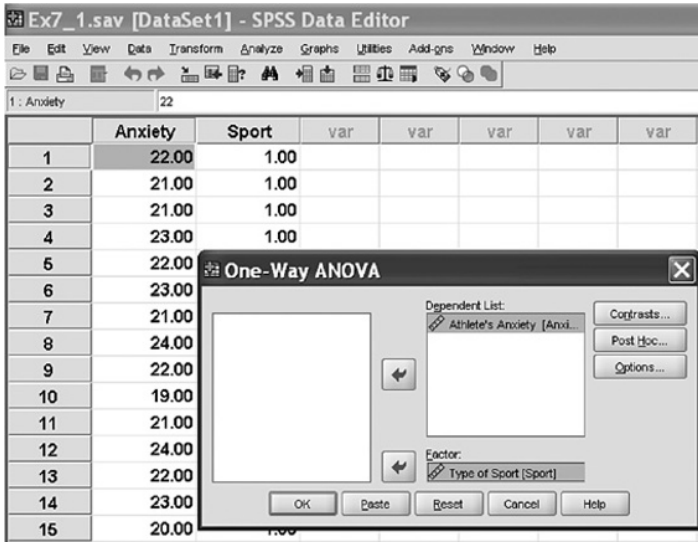 Ex7_1.sav [DataSet1] - SPSS Data Editor
File Edit View Data Transform Analyze Graphs Utilities Add-ons Window Help
1 : Anxiety 22
Anxiety Sport var var var var var
1 22.00 1.00
2 21.00 1.00
3 21.00 1.00
4 23.00 1.00
5 22.00
6 23.00
7 21.00
8 24.00
9 22.00
10 19.00
11 21.00
12 24.00
13 22.00
14 23.00
15 20.00 1.00
One-Way ANOVA
Dependent List:
Athlete's Anxiety [Anxi...
Contrasts...
Post Hoc...
Options...
Factor:
Type of Sport [Sport]
OK Paste Reset Cancel Help